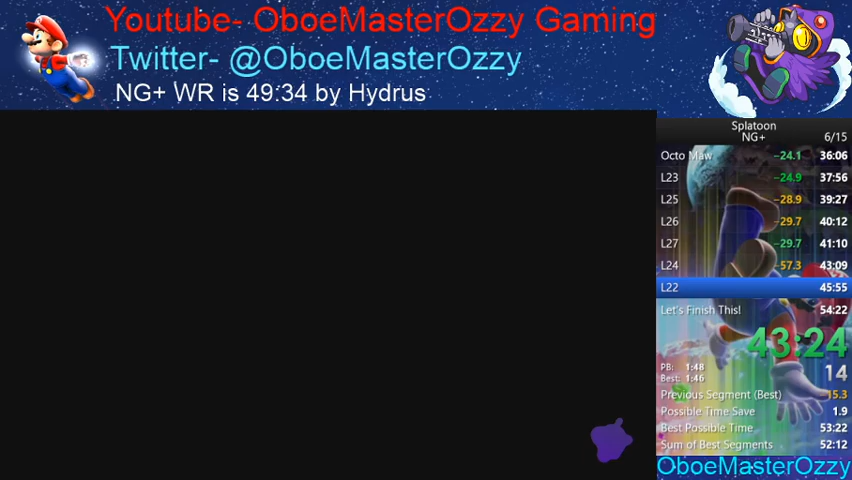 Youtube- OboeMasterOzzy Gaming
Twitter- @OboeMasterOzzy
NG+ WR is 49:34 by Hydrus
Splatoon
NG+ 6/15
Octo Maw -24.1 36:06
L23 -24.9 37:56
L25 -28.9 39:27
L26 -29.7 40:12
L27 -29.7 41:10
L24 -57.3 43:09
L22 45:55
Let's Finish This! 54:22
43:24
PB: 1:48
Best: 1:46
14
Previous Segment (Best) 15.3
Possible Time Save 1.9
Best Possible Time 53:22
Sum of Best Segments 52:12
OboeMasterOzzy